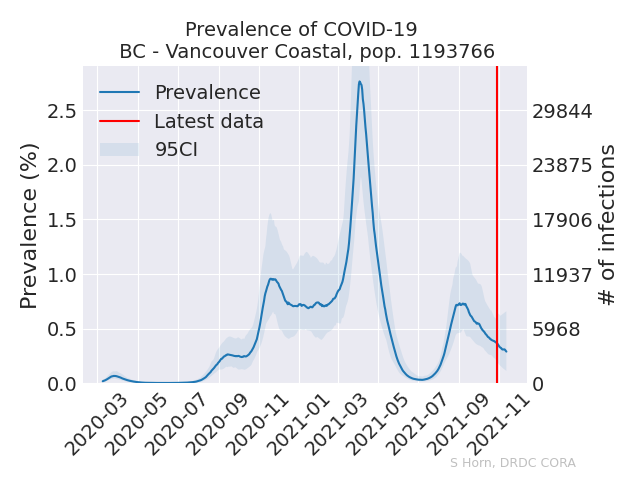 Prevalence of COVID-19
BC - Vancouver Coastal, pop. 1193766
Prevalence
Latest data
95CI
Prevalence (%)
2.5
2.0
1.5
1.0
0.5
0.0
29844
23875
17906
11937
5968
0
# of infections
2020-03
2020-05
2020-07
2020-09
2020-11
2021-01
2021-03
2021-05
2021-07
2021-09
2021-11
S Horn, DRDC CORA